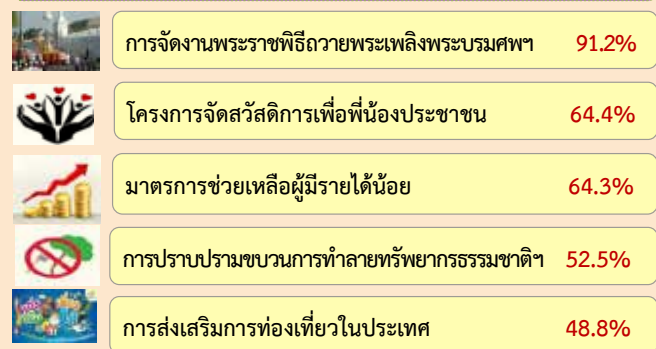 การจัดงานพระราชพิธีถวายพระเพลิงพระบรมศพฯ 91.2%
โครงการจัดสวัสดิการเพื่อพี่น้องประชาชน 64.4%
มาตรการช่วยเหลือผู้มีรายได้น้อย 64.3%
การปราบปรามขบวนการทำลายทรัพยากรธรรมชาติฯ 52.5%
การส่งเสริมการท่องเที่ยวในประเทศ 48.8%